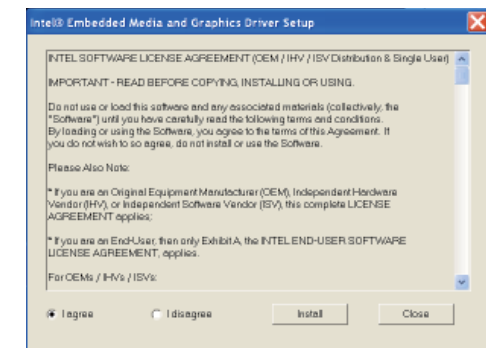 Intel® Embedded Media and Graphics Driver Setup
INTEL SOFTWARE LICENSE AGREEMENT (OEM / IHV / ISV Distribution & Single User)
IMPORTANT - READ BEFORE COPYING, INSTALLING OR USING.
Do not use or load this software and any associated materials (collectively, the
"Software") until you have carefully read the following terms and conditions.
By loading or using the Software, you agree to the terms of this Agreement. If
you do not wish to so agree, do not install or use the Software.
Please Also Note:
* If you are an Original Equipment Manufacturer (OEM), Independent Hardware
Vendor (IHV), or Independent Software Vendor (ISV), this complete LICENSE
AGREEMENT applies;
* If you are an End-User, then only Exhibit A, the INTEL END-USER SOFTWARE
LICENSE AGREEMENT, applies.
For OEMs / IHVs / ISVs:
I agree
I disagree
Install
Close